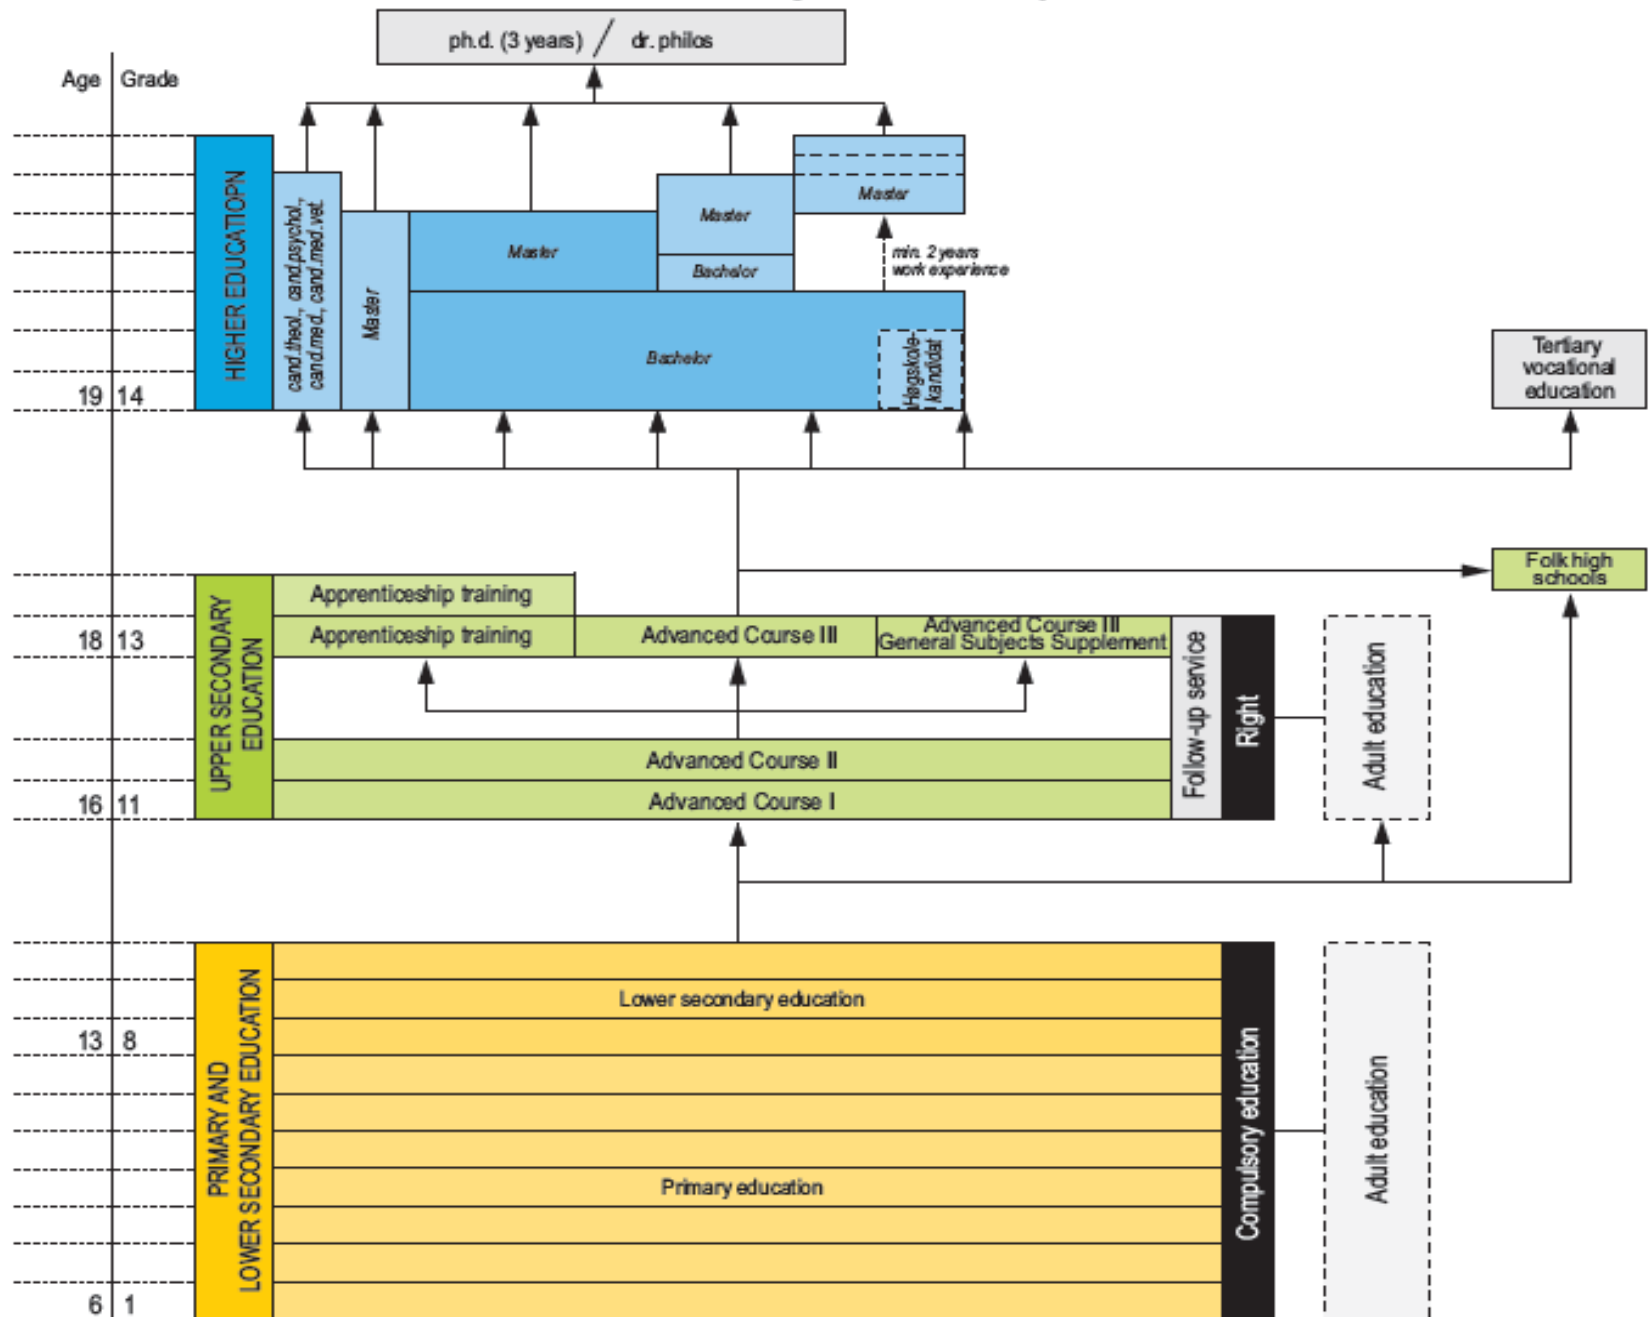 ph.d. (3 years) / dr. philos
Age Grade
HIGHER EDUCATIOPN
cand.theol., cand.psychol.,
cand.med., cand.med.vet.
Master
Master
Master
Bachelor
Master
min. 2 years
work experience
Bachelor
Høgskole-
kandidat
19 14
Tertiary
vocational
education
Folk high
schools
UPPER SECONDARY
EDUCATION
Apprenticeship training
18 13
Apprenticeship training
Advanced Course III
Advanced Course III
General Subjects Supplement
Follow-up service
Right
Adult education
Advanced Course II
16 11
Advanced Course I
PRIMARY AND
LOWER SECONDARY EDUCATION
Lower secondary education
13 8
Primary education
6 1
Compulsory education
Adult education